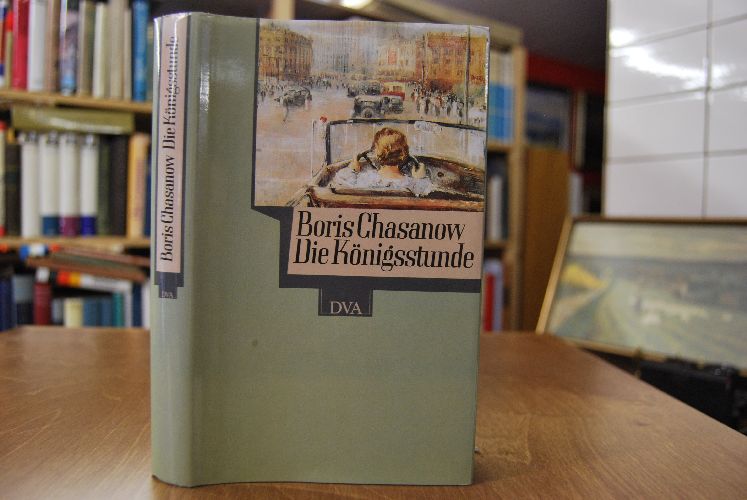 Boris Chasanow Die Königsstunde
DVA
Boris Chasanow
Die Königsstunde
DVA